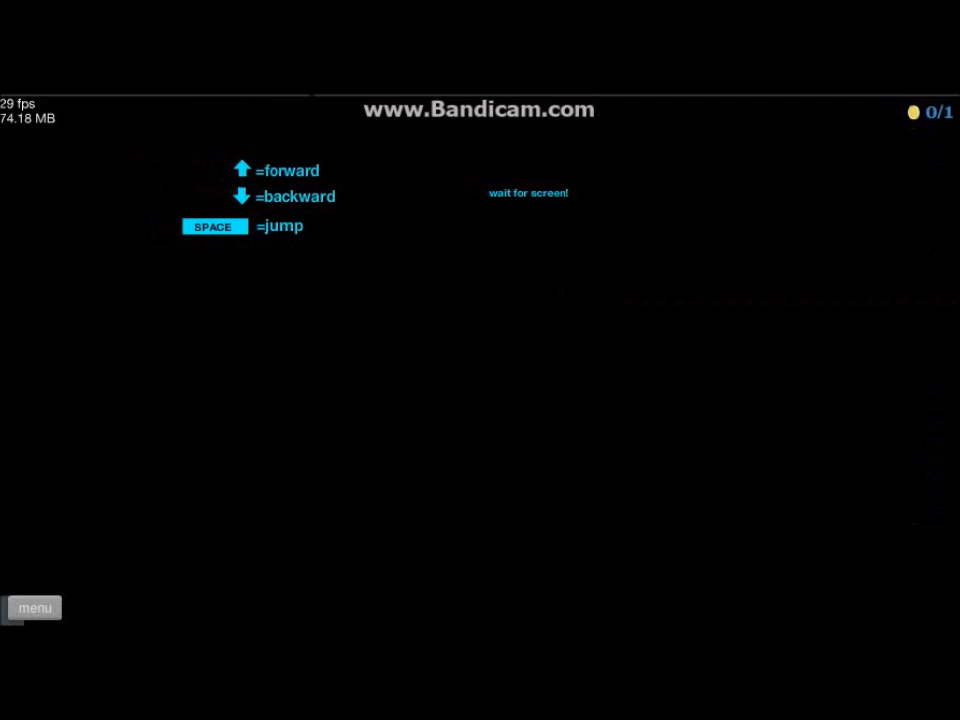 29 fps
74.18 MB
www.Bandicam.com
0/1
=forward
=backward
wait for screen!
SPACE =jump
menu